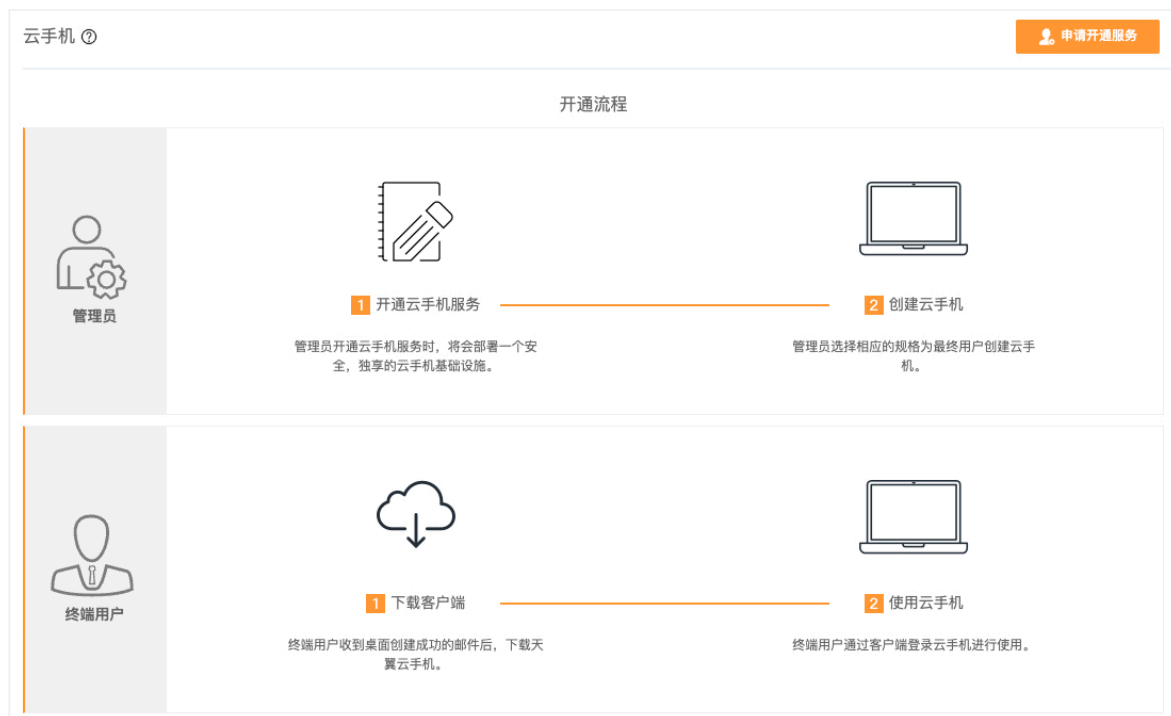 云手机
申请开通服务
开通流程
管理员
1 开通云手机服务
管理员开通云手机服务时，将会部署一个安
全，独享的云手机基础设施。
2 创建云手机
管理员选择相应的规格为最终用户创建云手
机。
终端用户
1 下载客户端
终端用户收到桌面创建成功的邮件后，下载天
翼云手机。
2 使用云手机
终端用户通过客户端登录云手机进行使用。